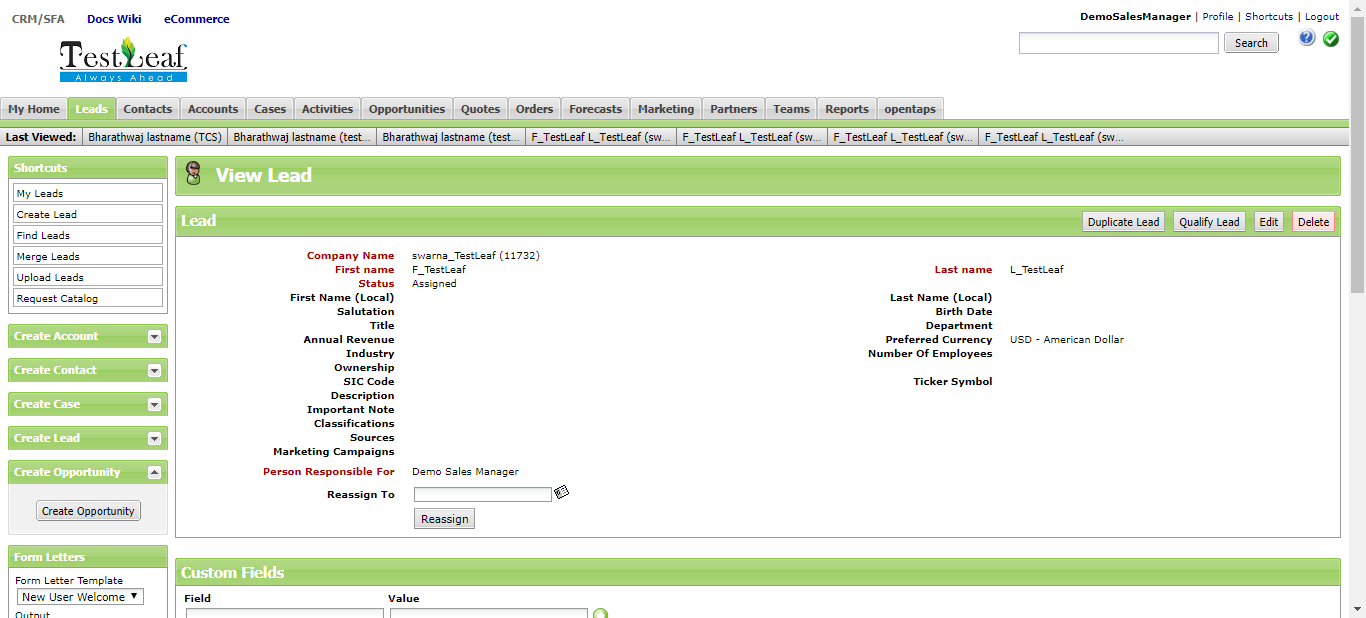 CRM/SFA Docs Wiki eCommerce
DemoSalesManager | Profile | Shortcuts | Logout
TestLeaf
Always Ahead
Search
My Home Leads Contacts Accounts Cases Activities Opportunities Quotes Orders Forecasts Marketing Partners Teams Reports opentaps
Last Viewed: Bharathwaj lastname (TCS) Bharathwaj lastname (test... Bharathwaj lastname (test... F_TestLeaf L_TestLeaf (sw... F_TestLeaf L_TestLeaf (sw... F_TestLeaf L_TestLeaf (sw... F_TestLeaf L_TestLeaf (sw...
Shortcuts
My Leads
Create Lead
Find Leads
Merge Leads
Upload Leads
Request Catalog
Create Account
Create Contact
Create Case
Create Lead
Create Opportunity
Create Opportunity
Form Letters
Form Letter Template
New User Welcome
Output
View Lead
Lead Duplicate Lead Qualify Lead Edit Delete
Company Name swarna_TestLeaf (11732)
First name F_TestLeaf Last name L_TestLeaf
Status Assigned
First Name (Local) Last Name (Local)
Salutation Birth Date
Title Department
Annual Revenue Preferred Currency USD - American Dollar
Industry Number Of Employees
Ownership
SIC Code Ticker Symbol
Description
Important Note
Classifications
Sources
Marketing Campaigns
Person Responsible For Demo Sales Manager
Reassign To
Reassign
Custom Fields
Field Value